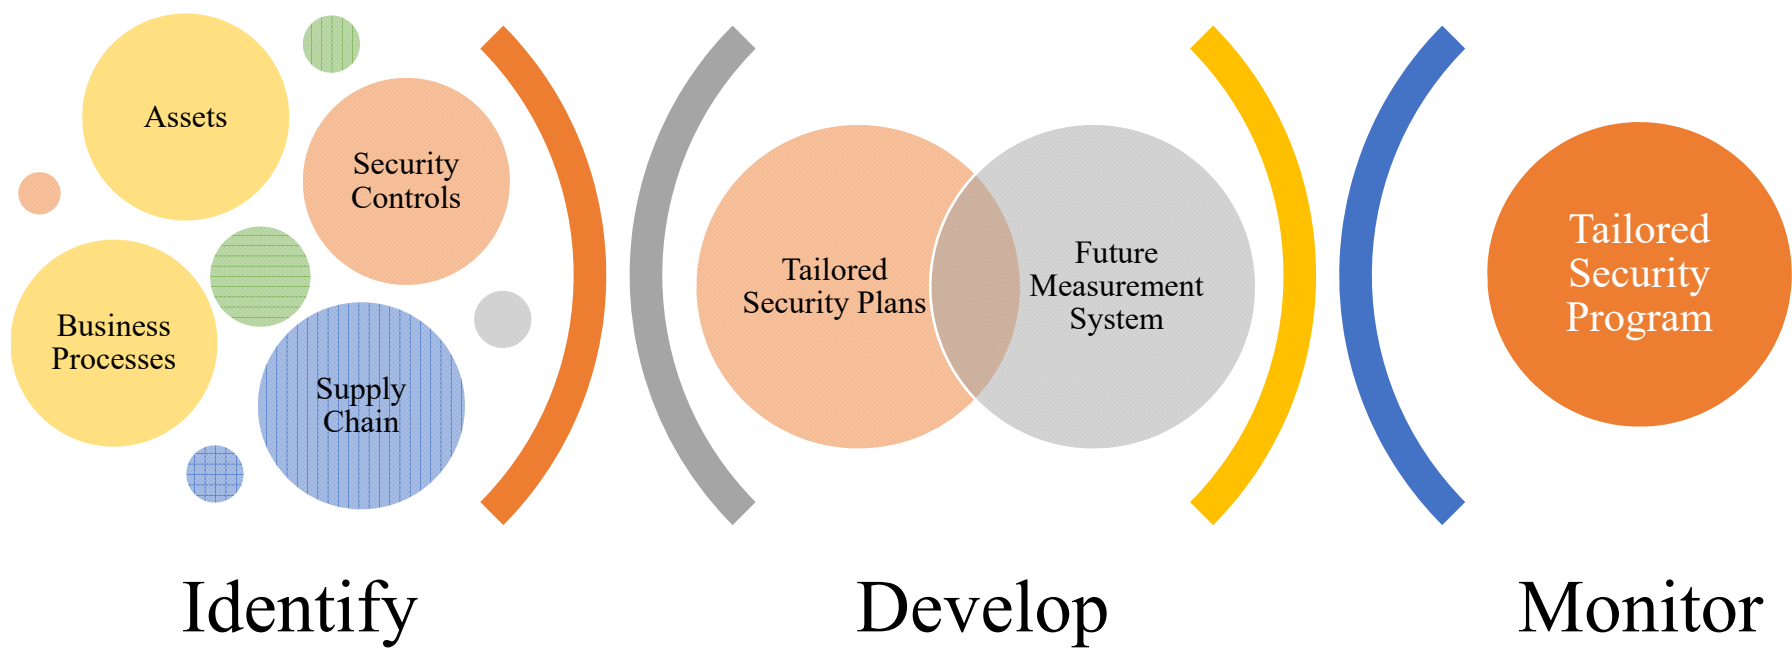 Assets
Security
Controls
Business
Processes
Supply
Chain
Tailored
Security Plans
Future
Measurement
System
Tailored
Security
Program
Identify
Develop
Monitor